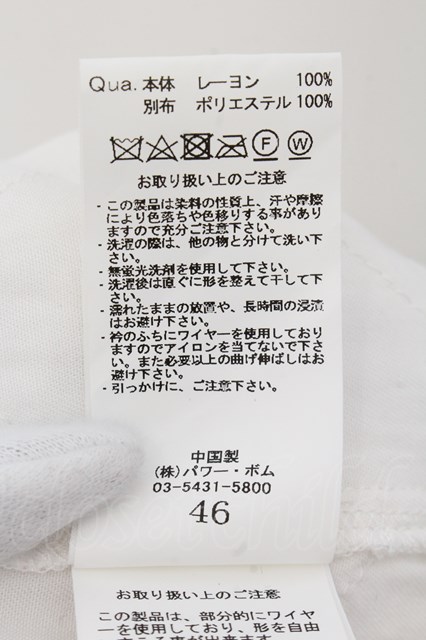 Qua. 本体 レーヨン 100%
別布 ポリエステル 100%
F W
お取り扱い上のご注意
・この製品は染料の性質上、汗や摩擦
により色落ちや色移りする事があり
ますので充分ご注意下さい。
・洗濯の際は、他の物と分けて洗い下
さい。
・無蛍光洗剤を使用して下さい。
・洗濯後は直ぐに形を整えて干して下
さい。
・濡れたままの放置や、長時間の浸漬
はお避け下さい。
・衿のふちにワイヤーを使用しており
ますのでアイロンを当てないで下さ
い。また必要以上の曲げ伸ばしはお
避け下さい。
・引っかけに、ご注意下さい。
中国製
(株)パワー・ボム
03-5431-5800
46
お取り扱い上のご注意
この製品は、部分的にワイヤ
ーを使用しており、形を自由